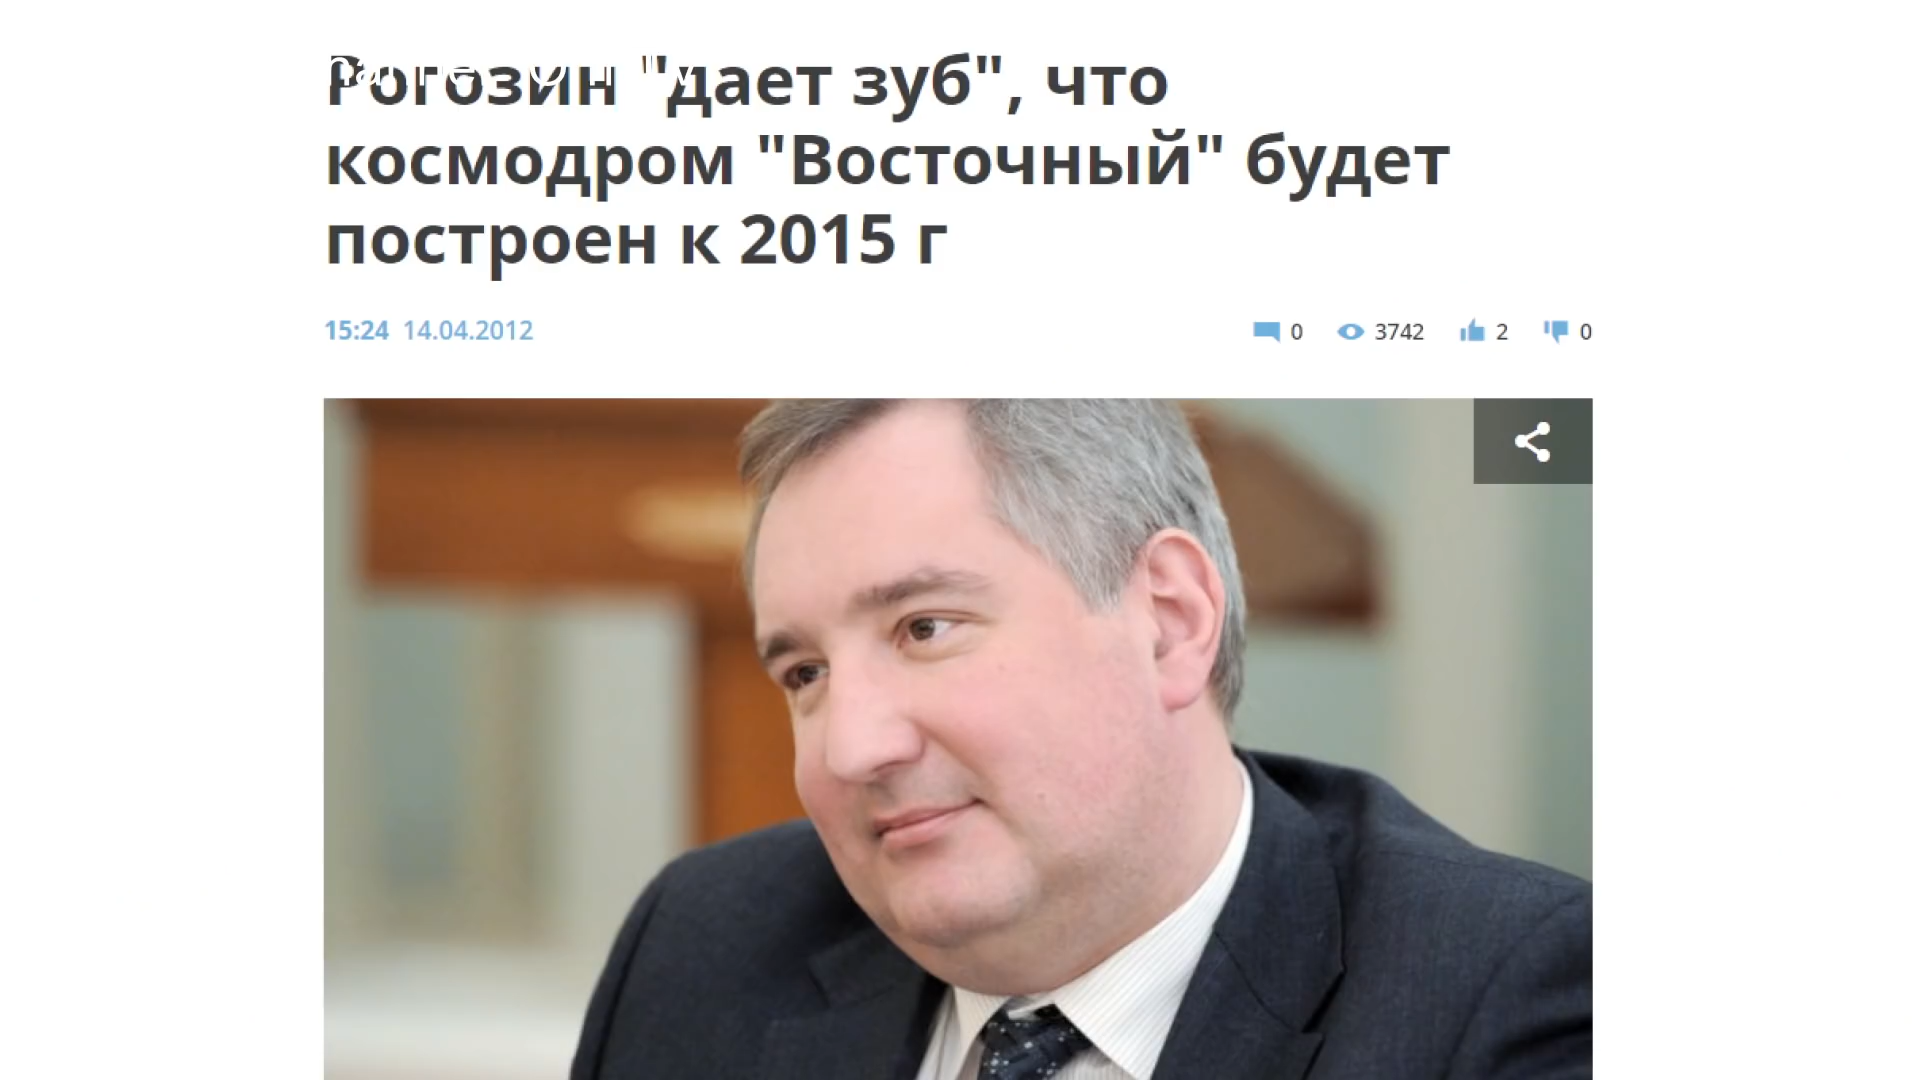 Рогозин "дает зуб", что
космодром "Восточный" будет
построен к 2015 г
15:24 14.04.2012
0 3742 2 0